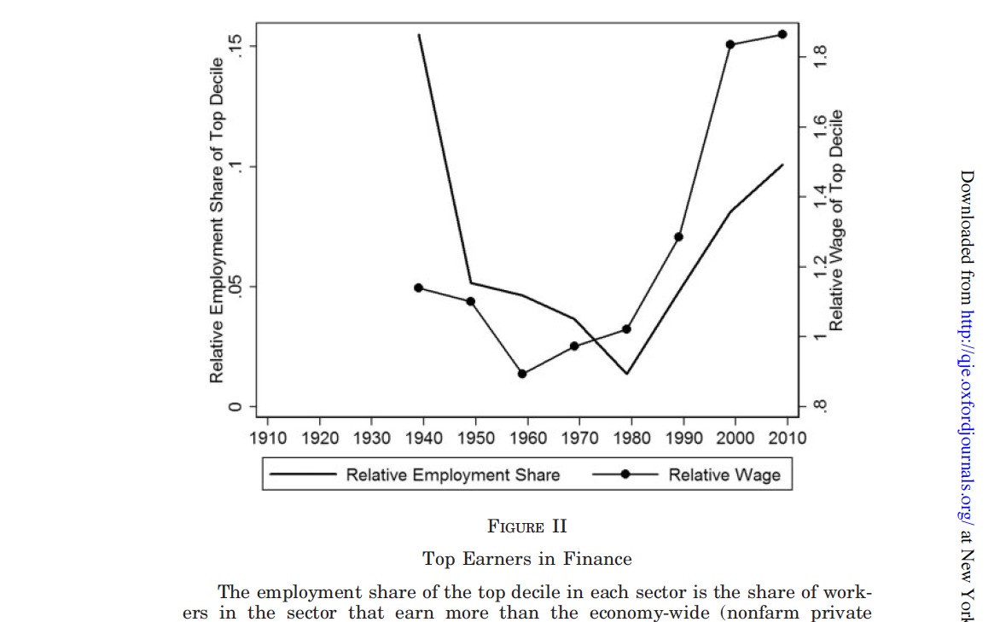 Relative Employment Share of Top Decile
.15
.1
.05
0
1.8
1.6
1.4
1.2
1
.8
Relative Wage of Top Decile
1910 1920 1930 1940 1950 1960 1970 1980 1990 2000 2010
Relative Employment Share Relative Wage
FIGURE II
Top Earners in Finance
The employment share of the top decile in each sector is the share of work-
ers in the sector that earn more than the economy-wide (nonfarm private
Downloaded from http://qje.oxfordjournals.org/ at New York